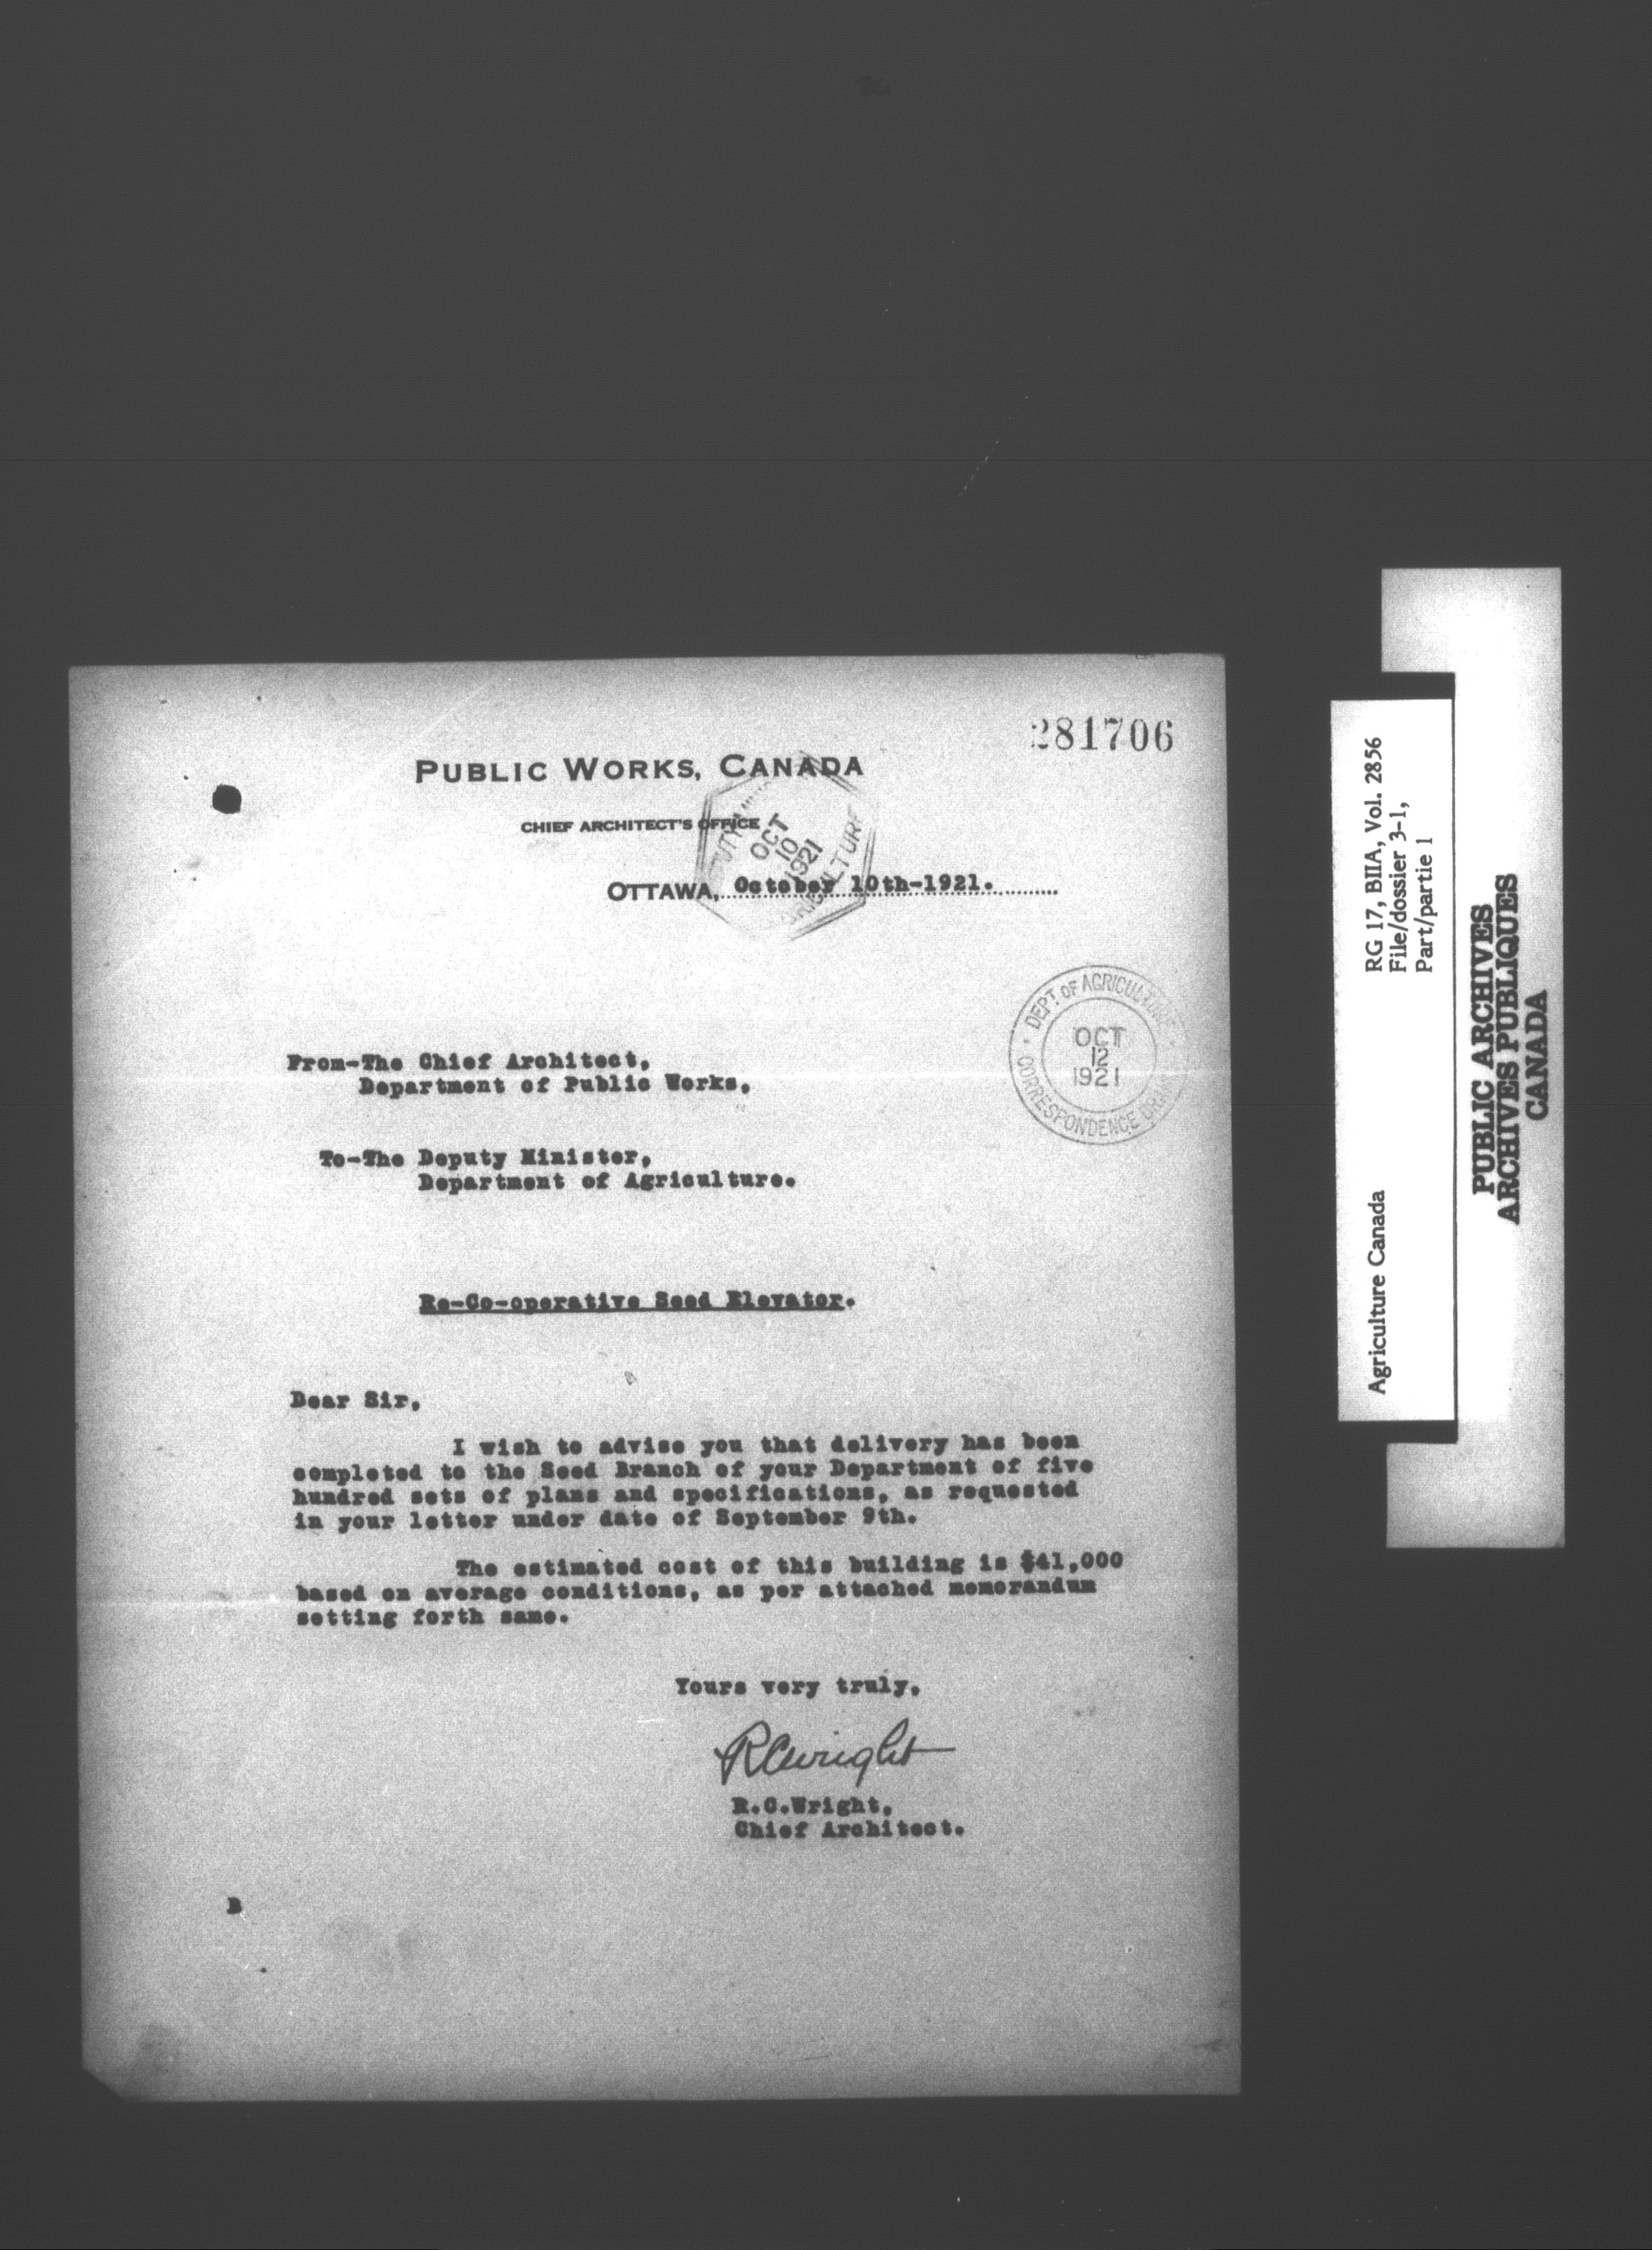 281706
PUBLIC WORKS, CANADA
CHIEF ARCHITECT'S OFFICE
OCT
10
1921
OTTAWA, October 10th-1921.
DEPT. OF AGRICULTURE
OCT
12
1921
CORRESPONDENCE
From-The Chief Architect,
Department of Public Works,
To-The Deputy Minister,
Department of Agriculture.
Re-Co-operative Seed Elevator.
Dear Sir,
I wish to advise you that delivery has been
completed to the Seed Branch of your Department of five
hundred sets of plans and specifications, as requested
in your letter under date of September 9th.
The estimated cost of this building is $41,000
based on average conditions, as per attached memorandum
setting forth same.
Yours very truly,
RCWright
R.C.Wright,
Chief Architect.
B
Agriculture Canada
RG 17, BIIA, Vol. 2856
File/dossier 3-1,
Part/partie 1
PUBLIC ARCHIVES
ARCHIVES PUBLIQUES
CANADA